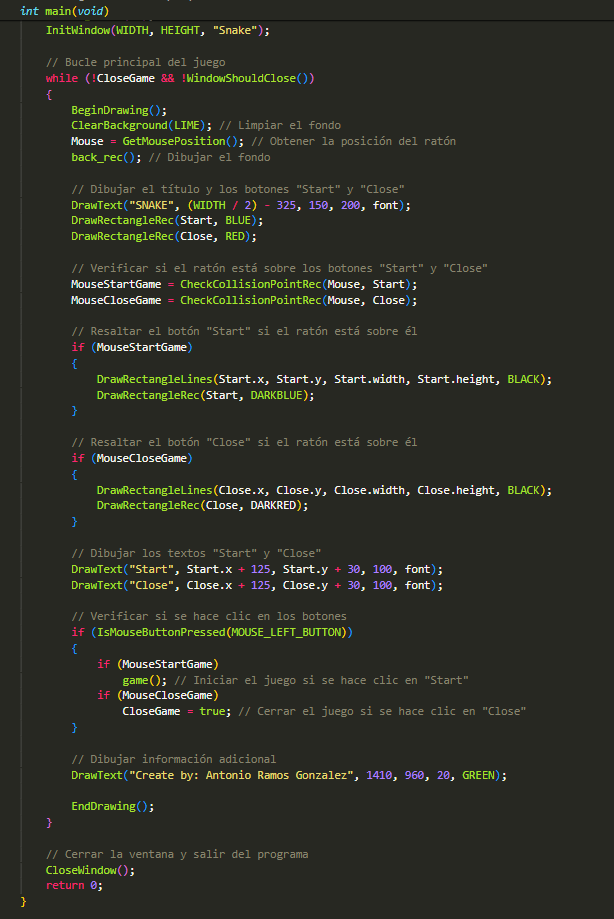 int main(void)
InitWindow(WIDTH, HEIGHT, "Snake");
// Bucle principal del juego
while (!CloseGame && !WindowShouldClose())
{
BeginDrawing();
ClearBackground(LIME); // Limpiar el fondo
Mouse = GetMousePosition(); // Obtener la posición del ratón
back_rec(); // Dibujar el fondo
// Dibujar el título y los botones "Start" y "Close"
DrawText("SNAKE", (WIDTH / 2) - 325, 150, 200, font);
DrawRectangleRec(Start, BLUE);
DrawRectangleRec(Close, RED);
// Verificar si el ratón está sobre los botones "Start" y "Close"
MouseStartGame = CheckCollisionPointRec(Mouse, Start);
MouseCloseGame = CheckCollisionPointRec(Mouse, Close);
// Resaltar el botón "Start" si el ratón está sobre él
if (MouseStartGame)
{
DrawRectangleLines(Start.x, Start.y, Start.width, Start.height, BLACK);
DrawRectangleRec(Start, DARKBLUE);
}
// Resaltar el botón "Close" si el ratón está sobre él
if (MouseCloseGame)
{
DrawRectangleLines(Close.x, Close.y, Close.width, Close.height, BLACK);
DrawRectangleRec(Close, DARKRED);
}
// Dibujar los textos "Start" y "Close"
DrawText("Start", Start.x + 125, Start.y + 30, 100, font);
DrawText("Close", Close.x + 125, Close.y + 30, 100, font);
// Verificar si se hace clic en los botones
if (IsMouseButtonPressed(MOUSE_LEFT_BUTTON))
{
if (MouseStartGame)
game(); // Iniciar el juego si se hace clic en "Start"
if (MouseCloseGame)
CloseGame = true; // Cerrar el juego si se hace clic en "Close"
}
// Dibujar información adicional
DrawText("Create by: Antonio Ramos Gonzalez", 1410, 960, 20, GREEN);
EndDrawing();
}
// Cerrar la ventana y salir del programa
CloseWindow();
return 0;
}